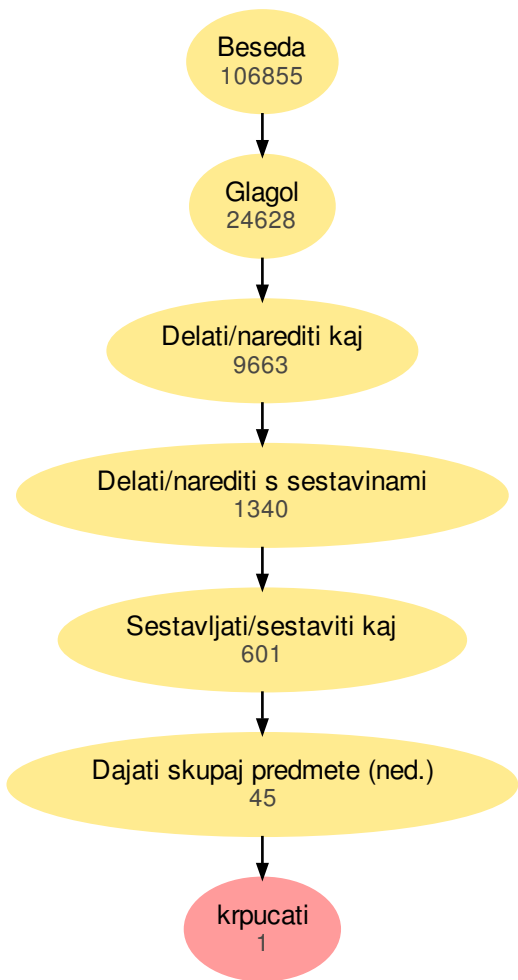 Beseda
106855
Glagol
24628
Delati/narediti kaj
9663
Delati/narediti s sestavinami
1340
Sestavljati/sestaviti kaj
601
Dajati skupaj predmete (ned.)
45
krpucati
1